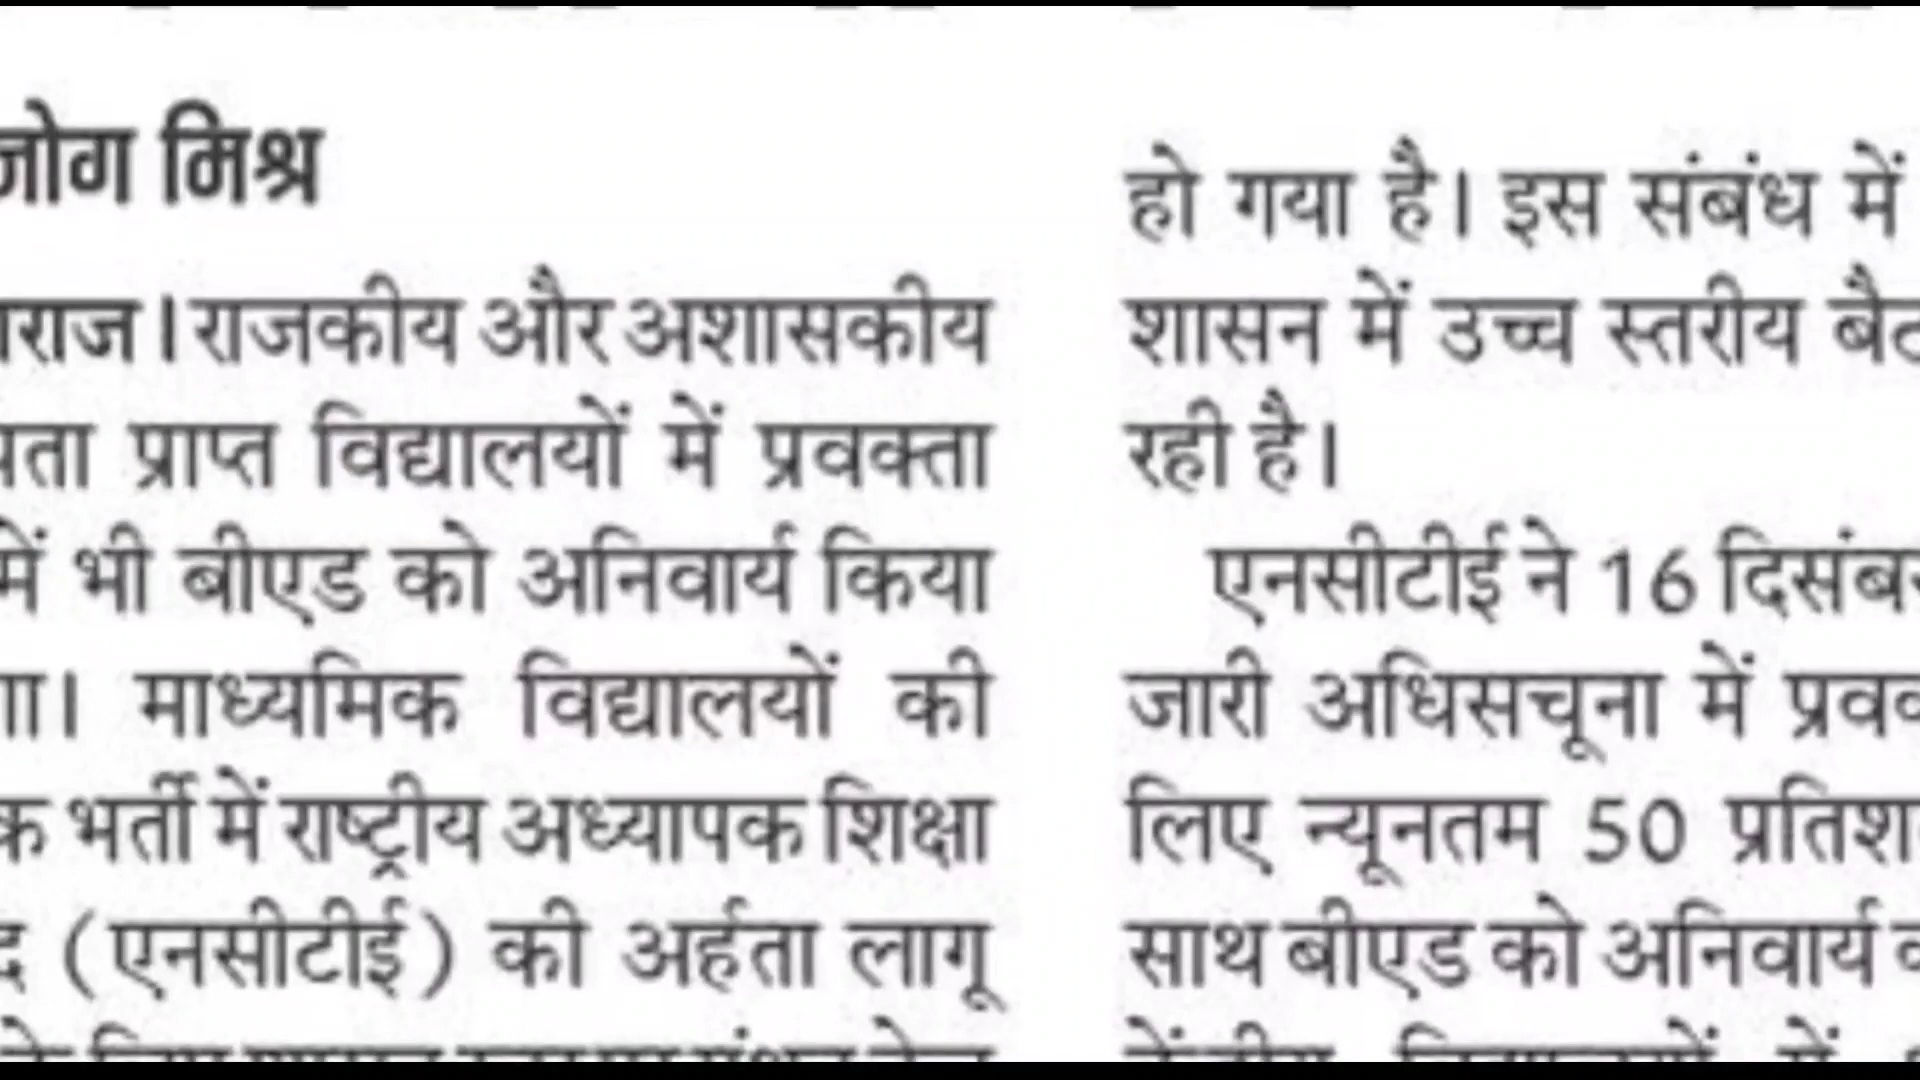 मिश्र
राजकीय और अशासकीय
प्राप्त विद्यालयों में प्रवक्ता
में भी बीएड को अनिवार्य किया
माध्यमिक विद्यालयों की
भर्ती में राष्ट्रीय अध्यापक शिक्षा
(एनसीटीई) की अर्हता लागू
हो गया है। इस संबंध में
शासन में उच्च स्तरीय
रही है।
एनसीटीई ने 16
जारी अधिसचूना में
लिए न्यूनतम 50
साथ बीएड को अनिवार्य